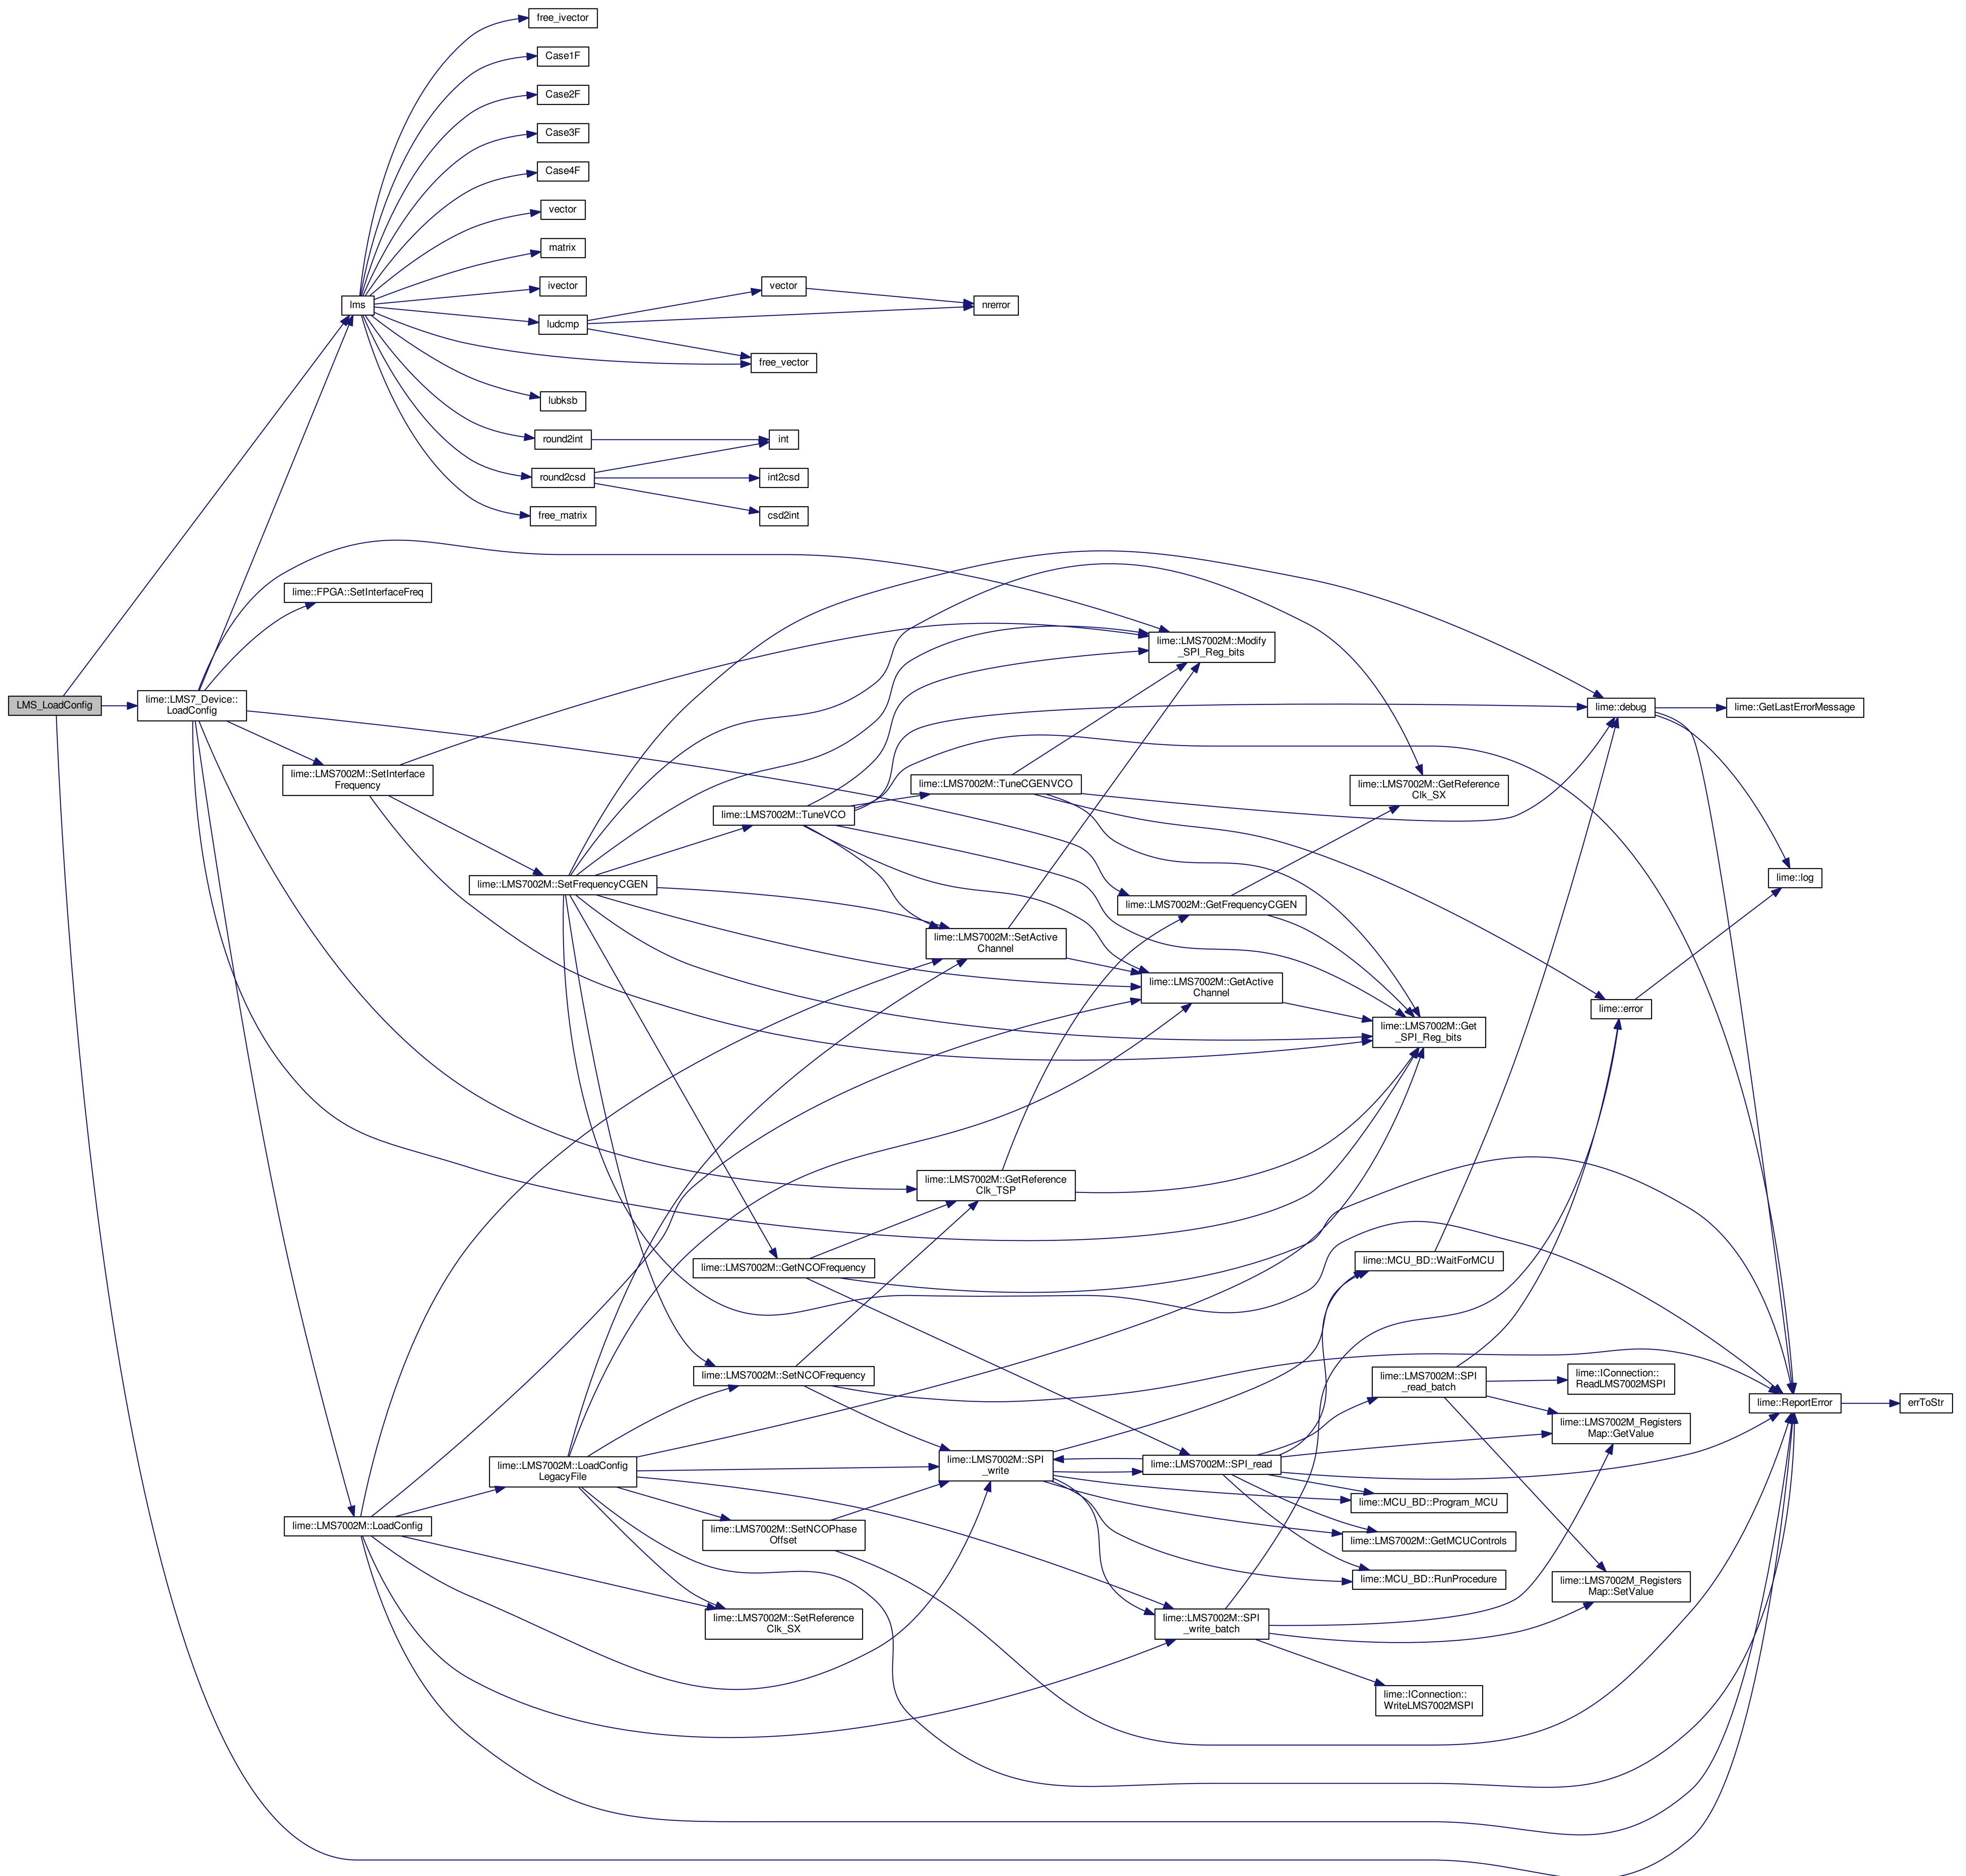 free_ivector
Case1F
Case2F
Case3F
Case4F
vector
matrix
ivector
vector
lms
nrerror
ludcmp
free_vector
lubksb
round2int
int
round2csd
int2csd
free_matrix
csd2int
lime::FPGA::SetInterfaceFreq
lime::LMS7002M::Modify
_SPI_Reg_bits
LMS_LoadConfig
lime::LMS7_Device::
LoadConfig
lime::debug
lime::GetLastErrorMessage
lime::LMS7002M::SetInterface
Frequency
lime::LMS7002M::TuneCGENVCO
lime::LMS7002M::GetReference
Clk_SX
lime::LMS7002M::TuneVCO
lime::log
lime::LMS7002M::SetFrequencyCGEN
lime::LMS7002M::GetFrequencyCGEN
lime::LMS7002M::SetActive
Channel
lime::LMS7002M::GetActive
Channel
lime::error
lime::LMS7002M::Get
_SPI_Reg_bits
lime::LMS7002M::GetReference
Clk_TSP
lime::LMS7002M::GetNCOFrequency
lime::MCU_BD::WaitForMCU
lime::LMS7002M::SetNCOFrequency
lime::LMS7002M::SPI
_read_batch
lime::IConnection::
ReadLMS7002MSPI
lime::ReportError
errToStr
lime::LMS7002M_Registers
Map::GetValue
lime::LMS7002M::LoadConfig
LegacyFile
lime::LMS7002M::SPI
_write
lime::LMS7002M::SPI_read
lime::MCU_BD::Program_MCU
lime::LMS7002M::LoadConfig
lime::LMS7002M::SetNCOPhase
Offset
lime::LMS7002M::GetMCUControls
lime::MCU_BD::RunProcedure
lime::LMS7002M_Registers
Map::SetValue
lime::LMS7002M::SetReference
Clk_SX
lime::LMS7002M::SPI
_write_batch
lime::IConnection::
WriteLMS7002MSPI